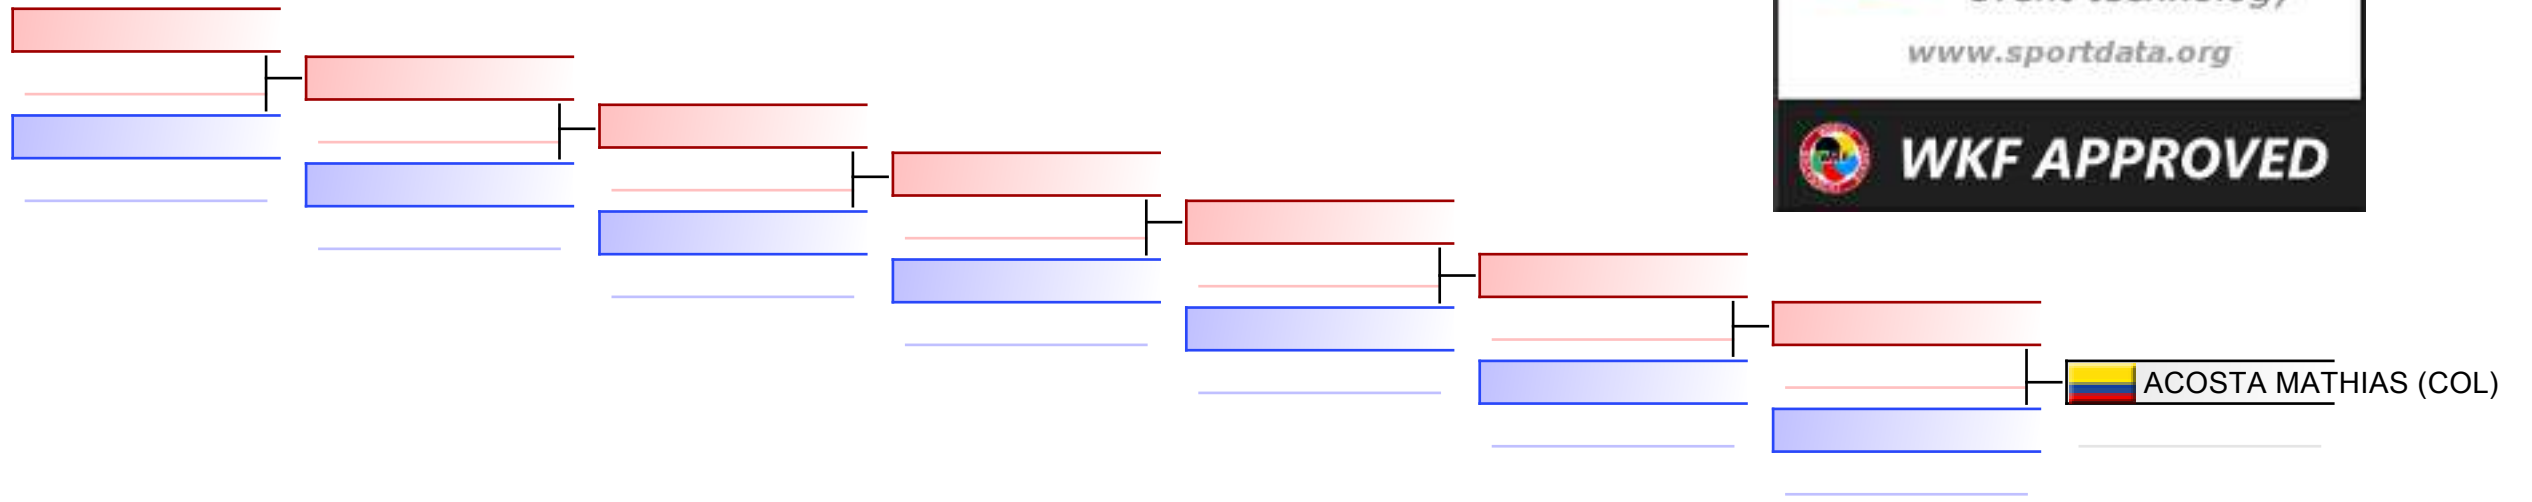 www.sportdata.org
WKF APPROVED
ACOSTA MATHIAS (COL)